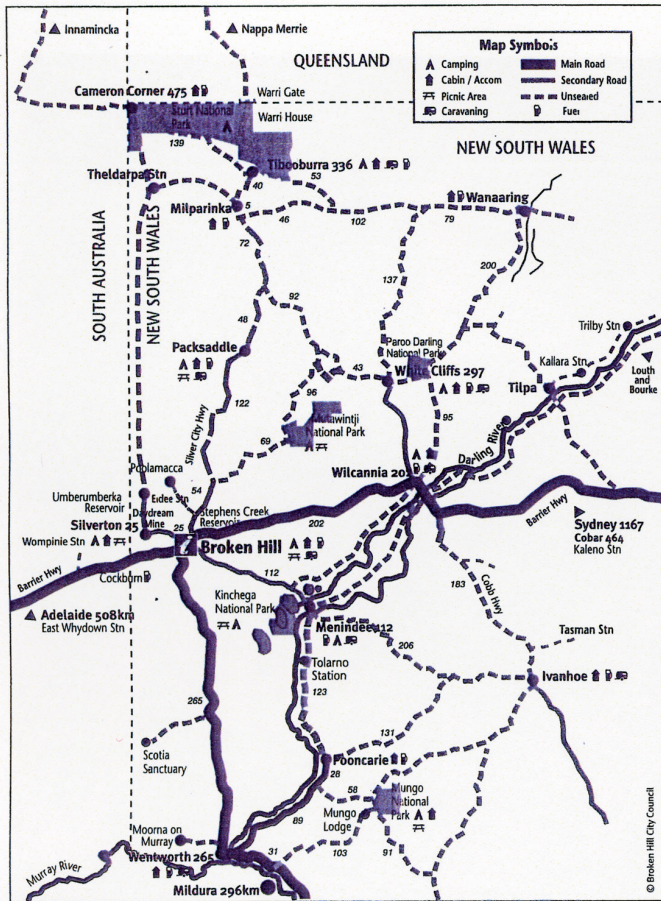 Innamincka
Nappa Merrie
QUEENSLAND
Map Symbols
Camping
Main Road
Cabin / Accom
Secondary Road
Picnic Area
Unsealed
Caravaning
Fuel
Cameron Corner 475
Warri Gate
Sturt National
Park
Warri House
NEW SOUTH WALES
139
Tibooburra 336
Theldarpa Stn
40
53
Milparinka
5
46
102
79
Wanaaring
72
SOUTH AUSTRALIA
NEW SOUTH WALES
92
137
200
48
Packsaddle
Paroo Darling
National Park
Trilby Stn
43
White Cliffs 297
Kallara Stn
Tilpa
Louth
and
Bourke
122
96
95
Silver City Hwy
69
Mutawintji
National Park
Darling River
Wilcannia 20
Poolamacca
54
Umberumberka
Reservoir
Eldee Stn
Daydream
Mine
Stephens Creek
Reservoir
Silverton 25
25
202
Barrier Hwy
Sydney 1167
Cobar 464
Kaleno Stn
Wompinie Stn
Broken Hill
Barrier Hwy
Cockburn
112
183
Cobb Hwy
Kinchega
National Park
Adelaide 508km
East Whydown Stn
Menindee 112
Tasman Stn
206
Tolarno
Station
123
Ivanhoe
265
131
Scotia
Sanctuary
Pooncarie
28
58
Mungo
National
Park
Mungo
Lodge
89
Moorna on
Murray
103
91
31
Wentworth 265
Murray River
Mildura 296km
© Broken Hill City Council